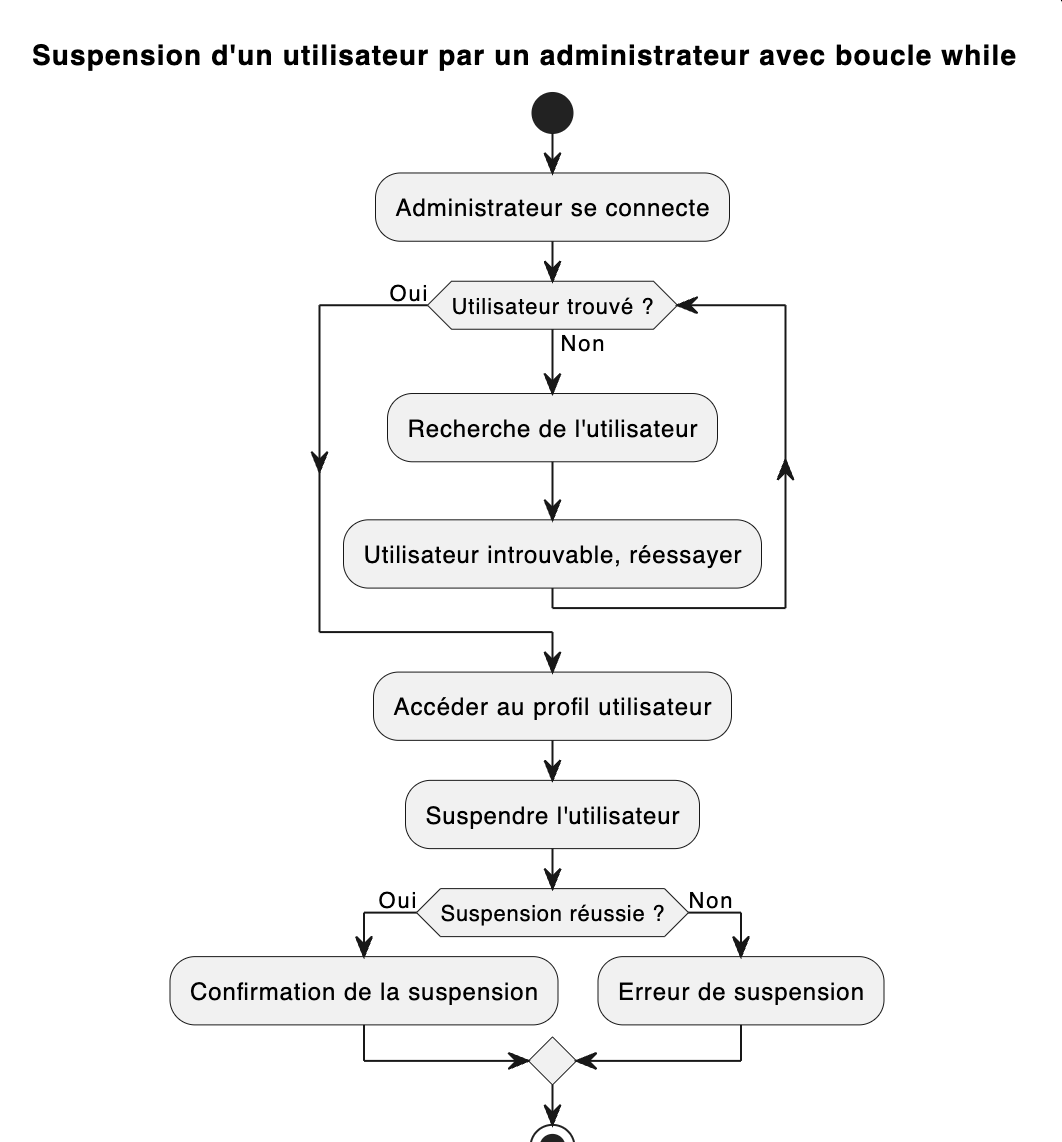 Suspension d'un utilisateur par un administrateur avec boucle while
Administrateur se connecte
Oui
Utilisateur trouvé ?
Non
Recherche de l'utilisateur
Utilisateur introuvable, réessayer
Accéder au profil utilisateur
Suspendre l'utilisateur
Oui
Suspension réussie ?
Non
Confirmation de la suspension
Erreur de suspension